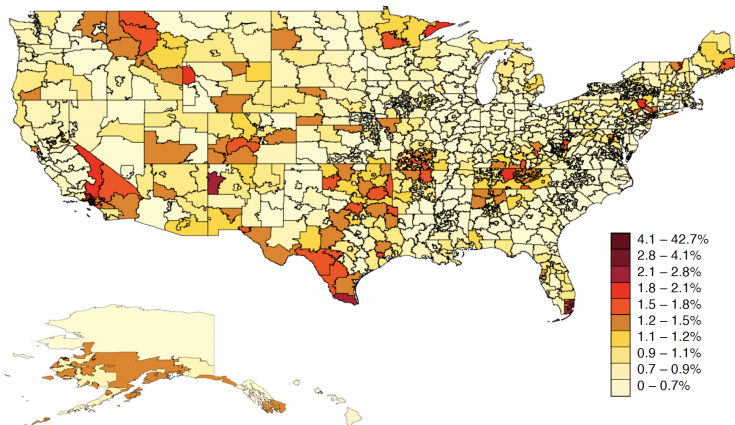 4.1 – 42.7%
2.8 – 4.1%
2.1 – 2.8%
1.8 – 2.1%
1.5 – 1.8%
1.2 – 1.5%
1.1 – 1.2%
0.9 – 1.1%
0.7 – 0.9%
0 – 0.7%